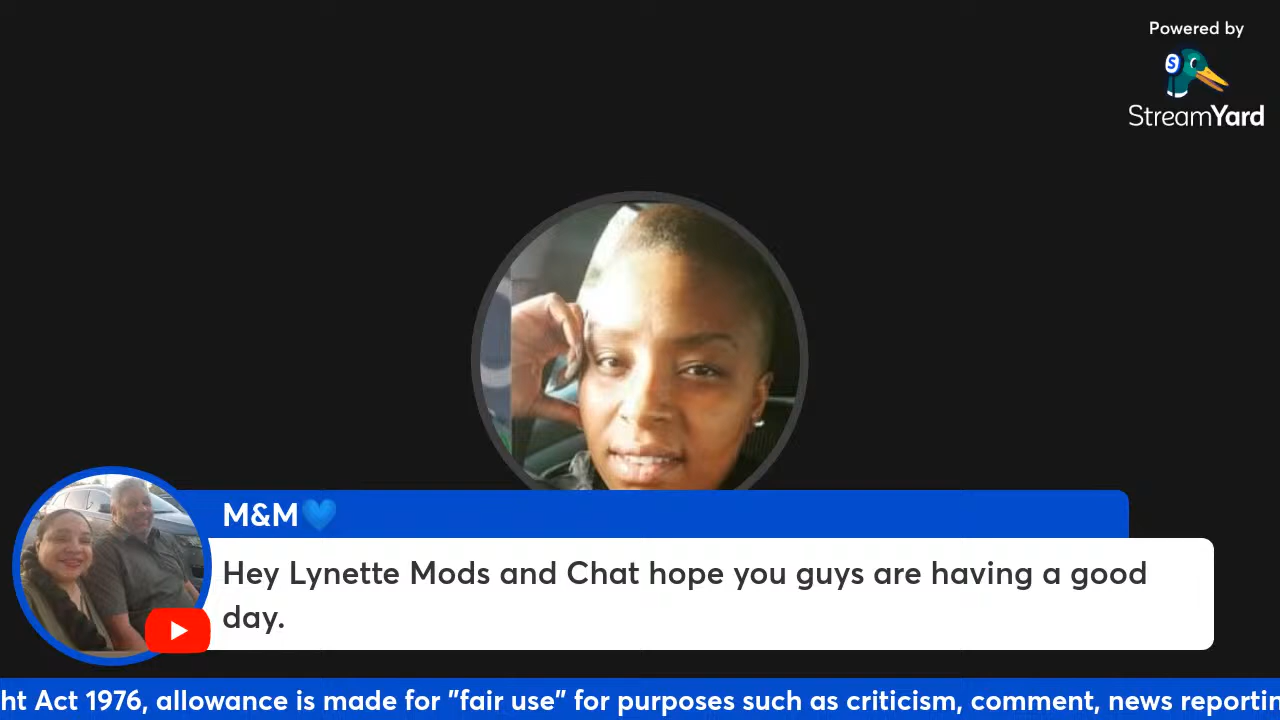 Powered by
S
StreamYard
M&M💙
Hey Lynette Mods and Chat hope you guys are having a good
day.
ht Act 1976, allowance is made for "fair use" for purposes such as criticism, comment, news reportin